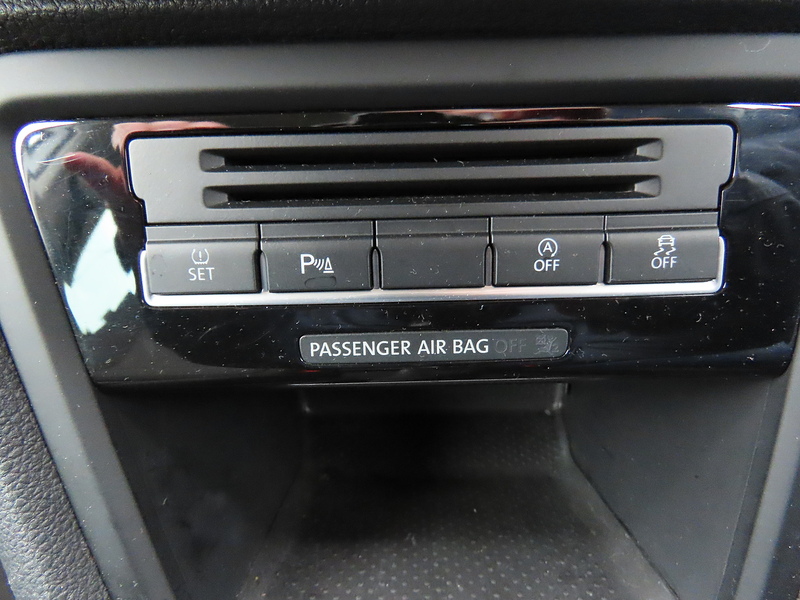 SET
P
A
OFF
OFF
PASSENGER AIR BAG OFF